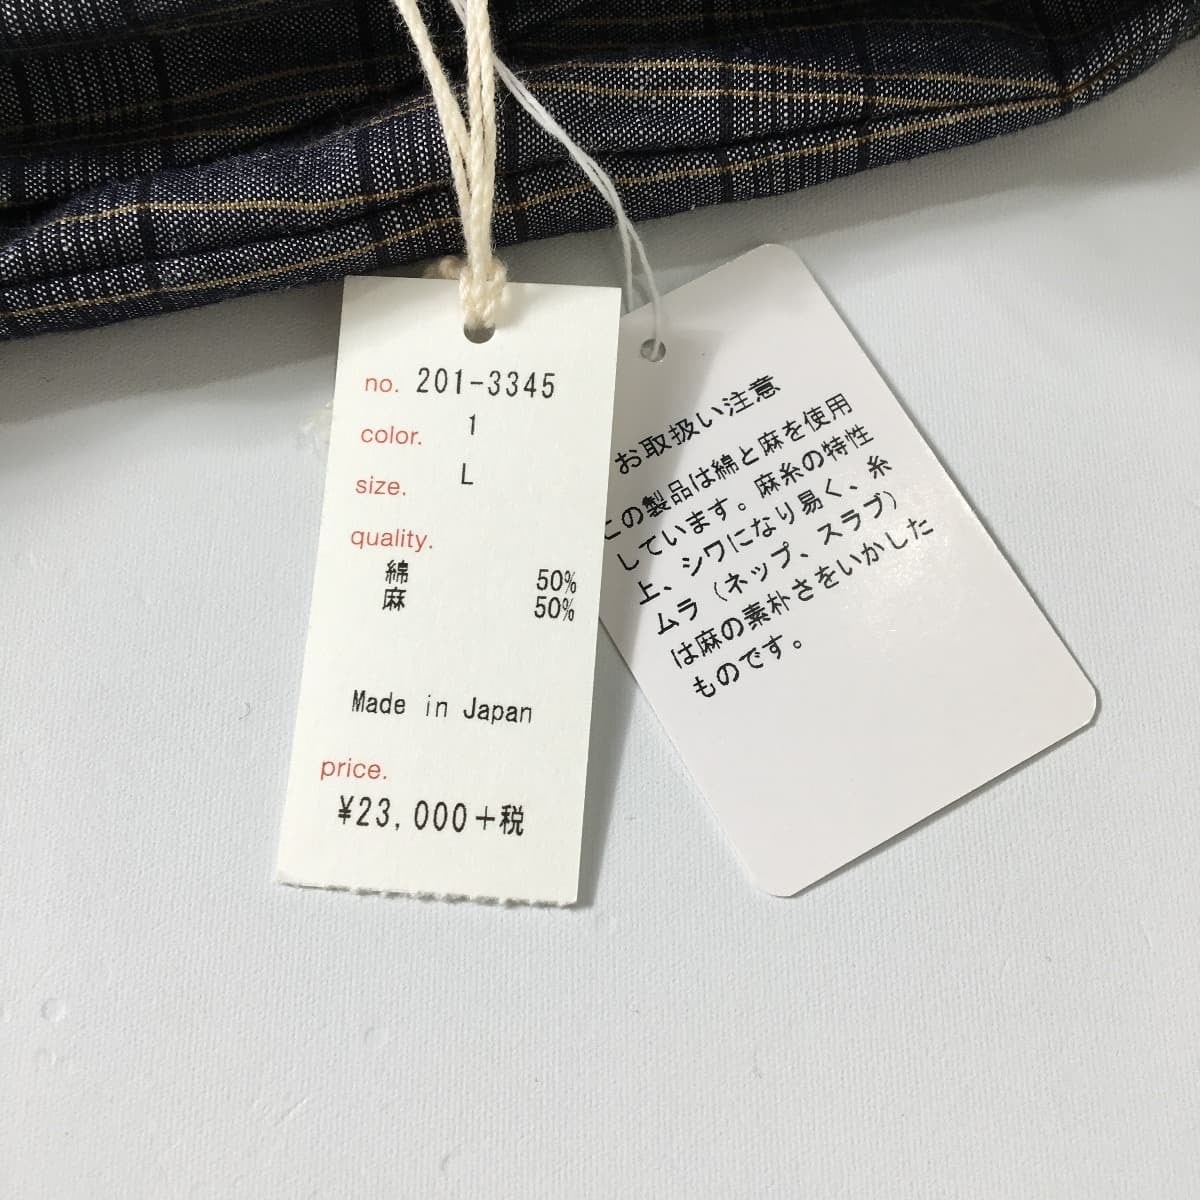 no. 201-3345
color. 1
size. L
quality.
綿 50%
麻 50%
Made in Japan
price.
¥23,000+税
お取扱い注意
この製品は綿と麻を使用
しています。麻糸の特性
上、シワになり易く、糸
ムラ(ネップ、スラブ)
は麻の素朴さをいかした
ものです。